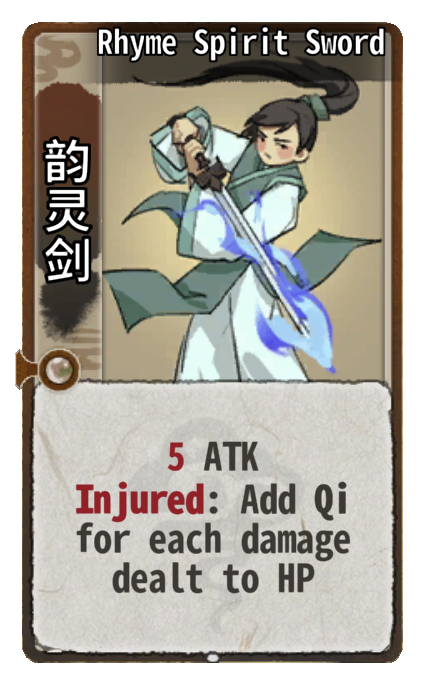 Rhyme Spirit Sword
韵灵剑
5 ATK
Injured: Add Qi
for each damage
dealt to HP